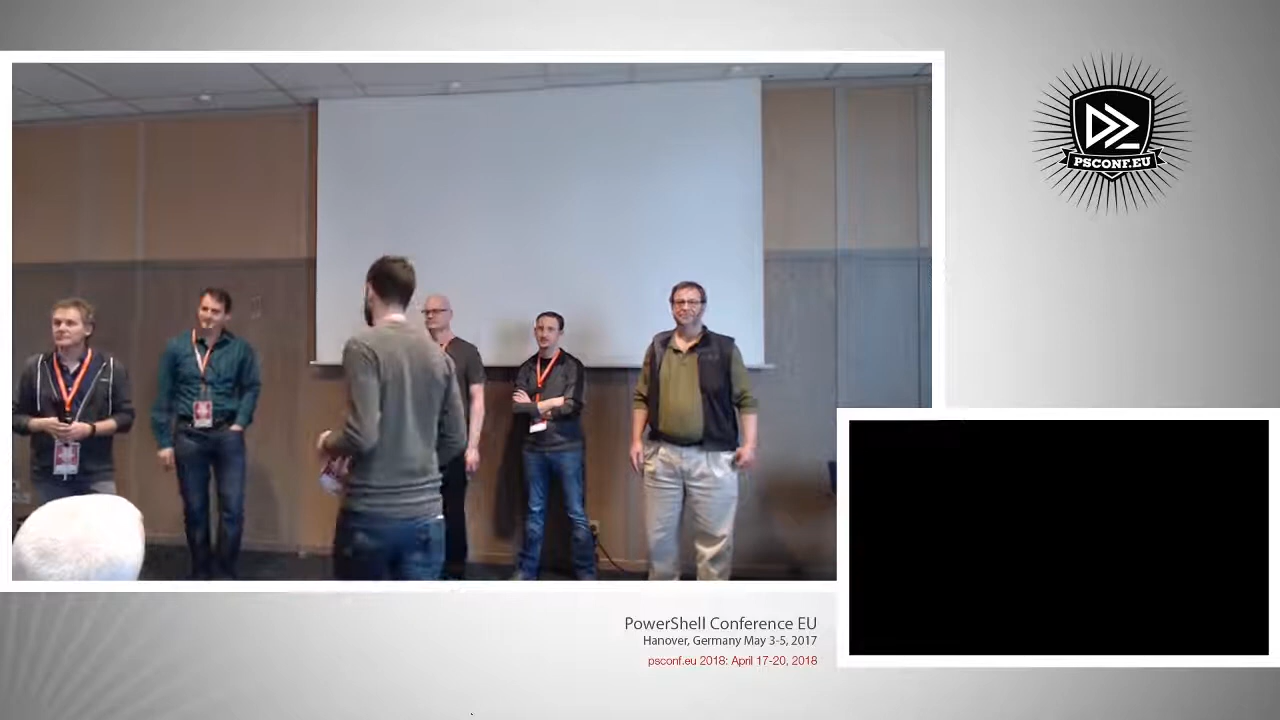 PSCONF.EU
PowerShell Conference EU
Hanover, Germany May 3-5, 2017
psconf.eu 2018: April 17-20, 2018